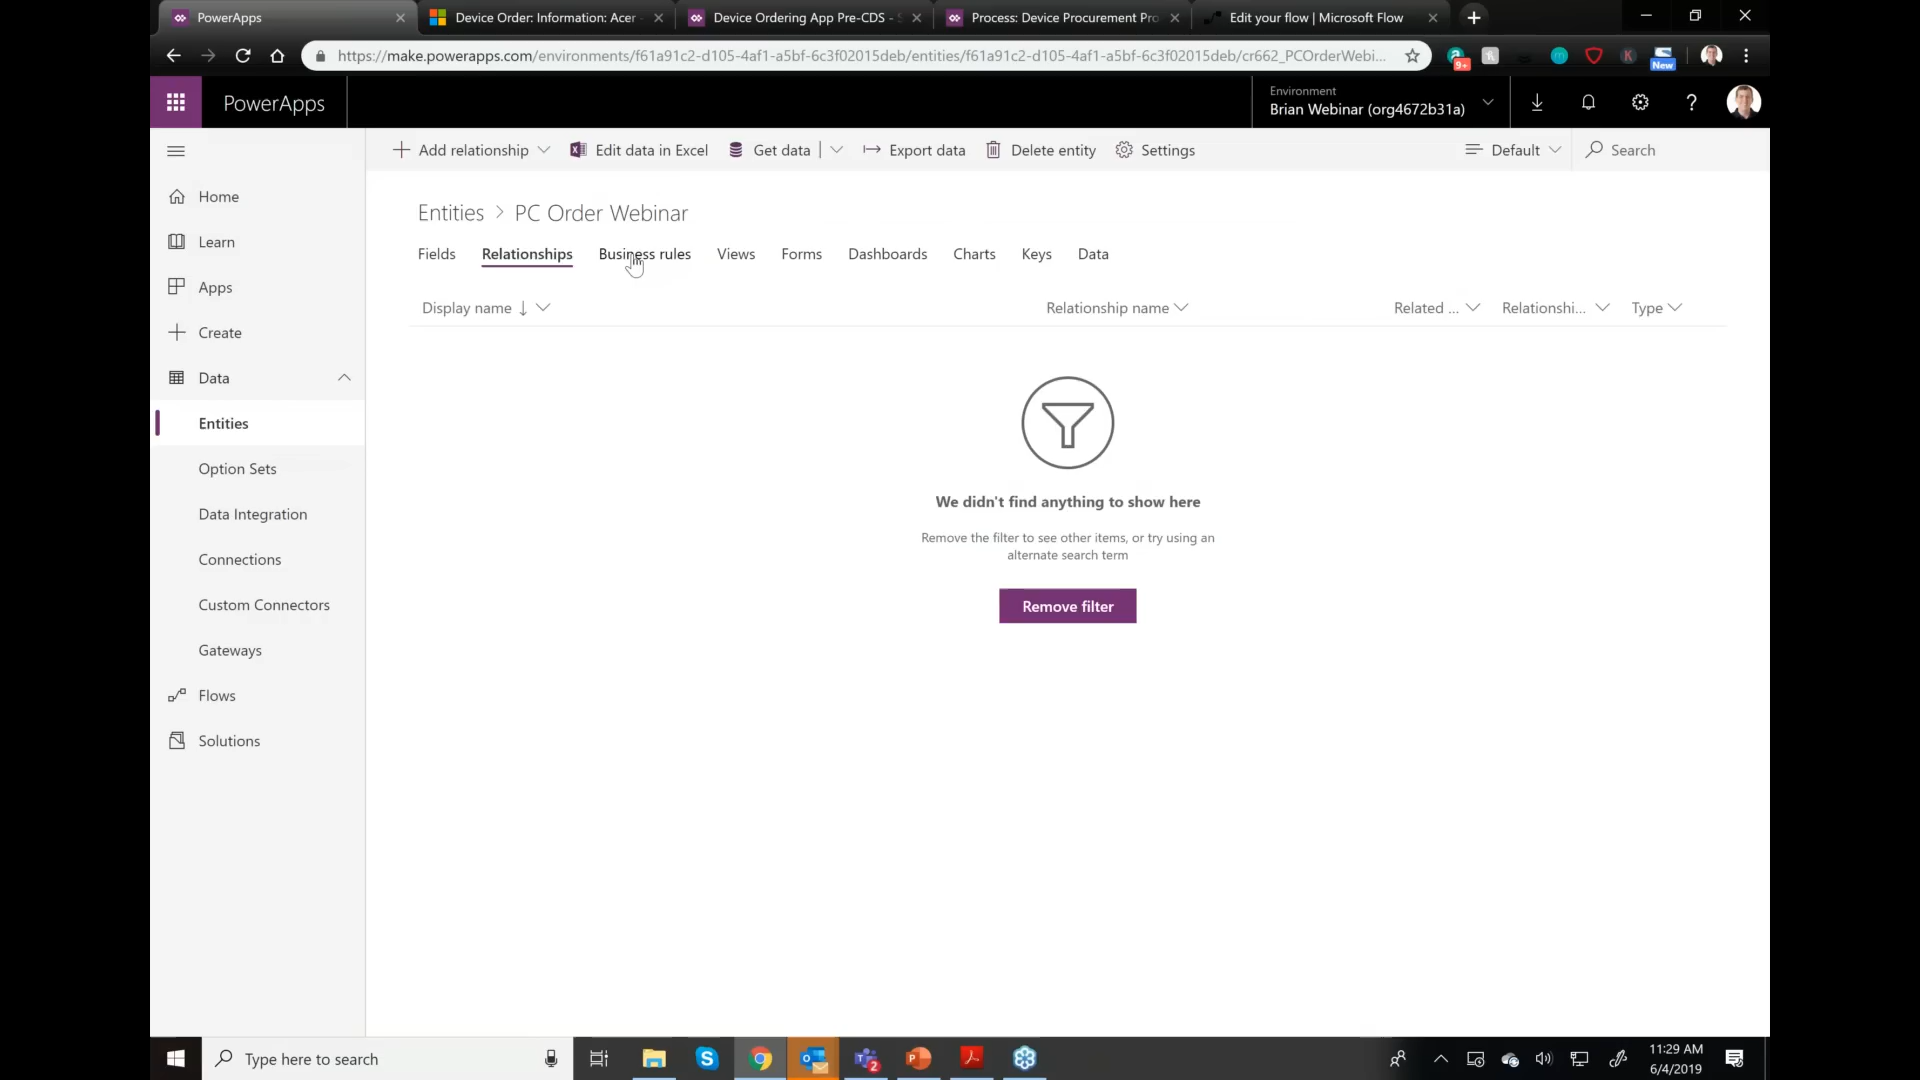 PowerApps
Device Order: Information: Acer
Device Ordering App Pre-CDS - S
Process: Device Procurement Pro
Edit your flow | Microsoft Flow
https://make.powerapps.com/environments/f61a91c2-d105-4af1-a5bf-6c3f02015deb/entities/f61a91c2-d105-4af1-a5bf-6c3f02015deb/cr662_PCOrderWebi...
9+
K
New
PowerApps
Environment
Brian Webinar (org4672b31a)
?
Add relationship
Edit data in Excel
Get data
Export data
Delete entity
Settings
Default
Search
Home
Learn
Apps
Create
Data
Entities
Option Sets
Data Integration
Connections
Custom Connectors
Gateways
Flows
Solutions
Entities > PC Order Webinar
Fields
Relationships
Business rules
Views
Forms
Dashboards
Charts
Keys
Data
Display name
Relationship name
Related ...
Relationshi...
Type
We didn't find anything to show here
Remove the filter to see other items, or try using an
alternate search term
Remove filter
Type here to search
2
11:29 AM
6/4/2019